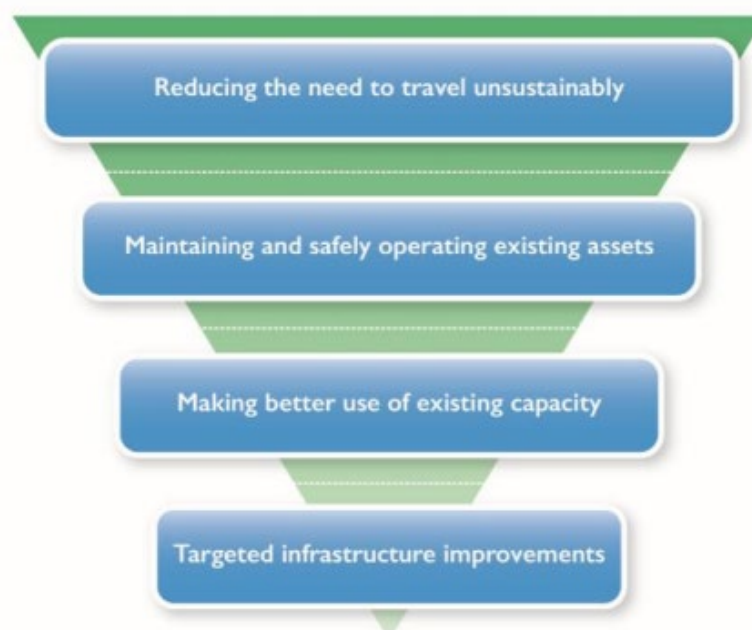 Reducing the need to travel unsustainably
Maintaining and safely operating existing assets
Making better use of existing capacity
Targeted infrastructure improvements